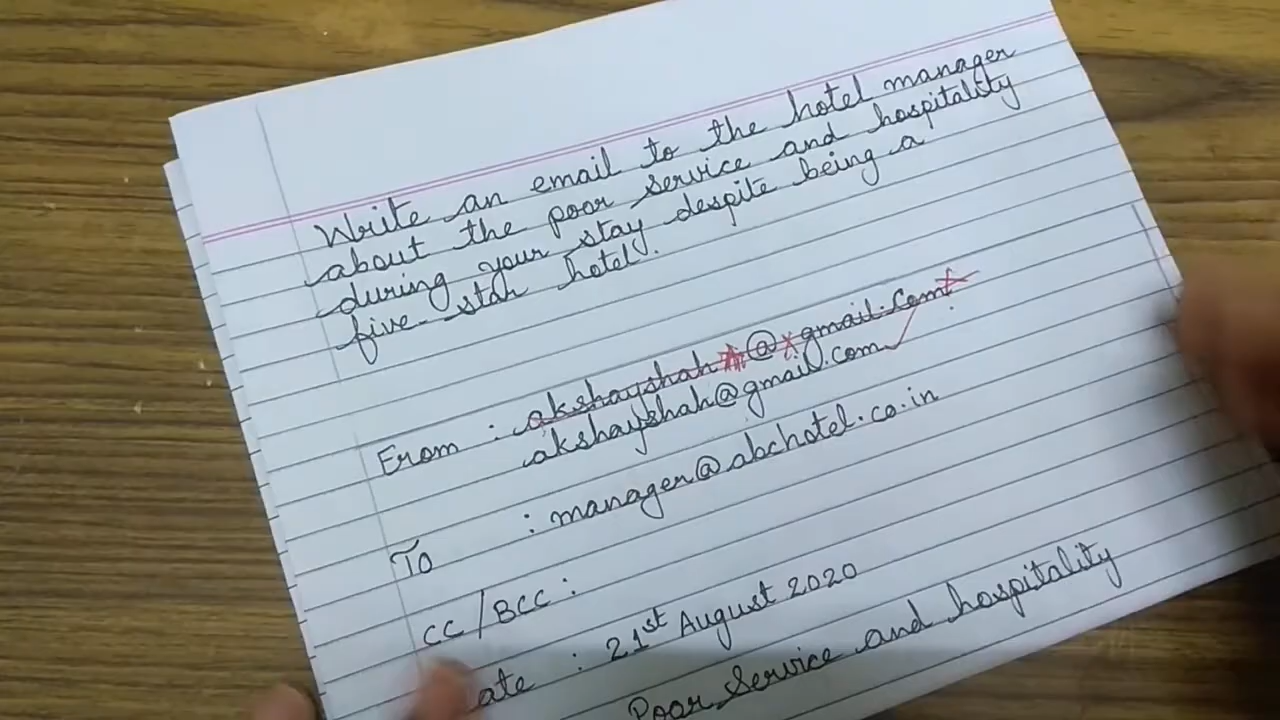 Write an email to the hotel manager
about the poor service and hospitality
during your stay despite being a
five-star hotel.
From : akshayshah @ gmail.com.
akshayshah@gmail.com
To : manager@abchotel.co.in
CC/BCC :
ate : 21st August 2020
Poor Service and hospitality